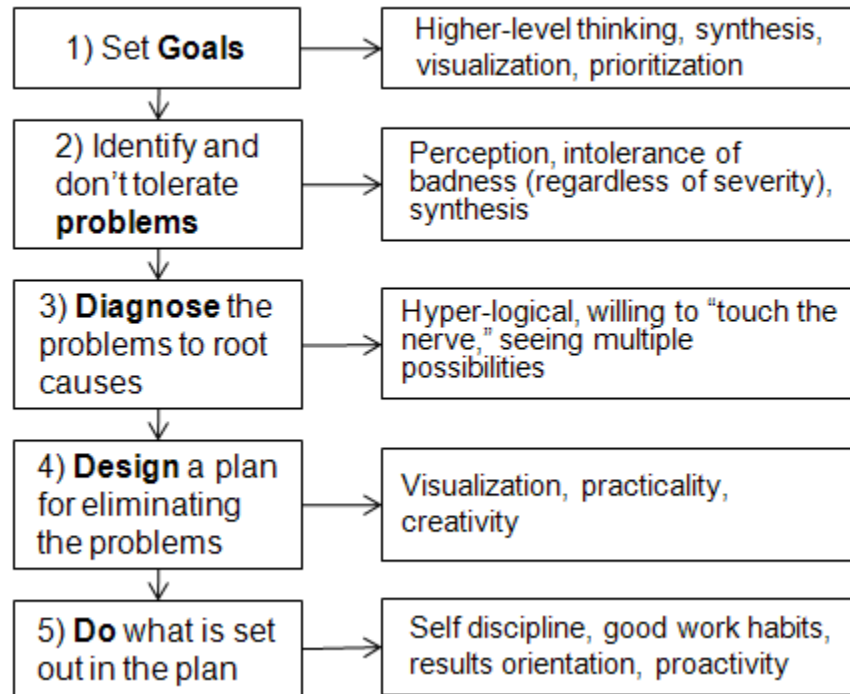 1) Set Goals
Higher-level thinking, synthesis,
visualization, prioritization
2) Identify and
don't tolerate
problems
Perception, intolerance of
badness (regardless of severity),
synthesis
3) Diagnose the
problems to root
causes
Hyper-logical, willing to “touch the
nerve,” seeing multiple
possibilities
4) Design a plan
for eliminating
the problems
Visualization, practicality,
creativity
5) Do what is set
out in the plan
Self discipline, good work habits,
results orientation, proactivity